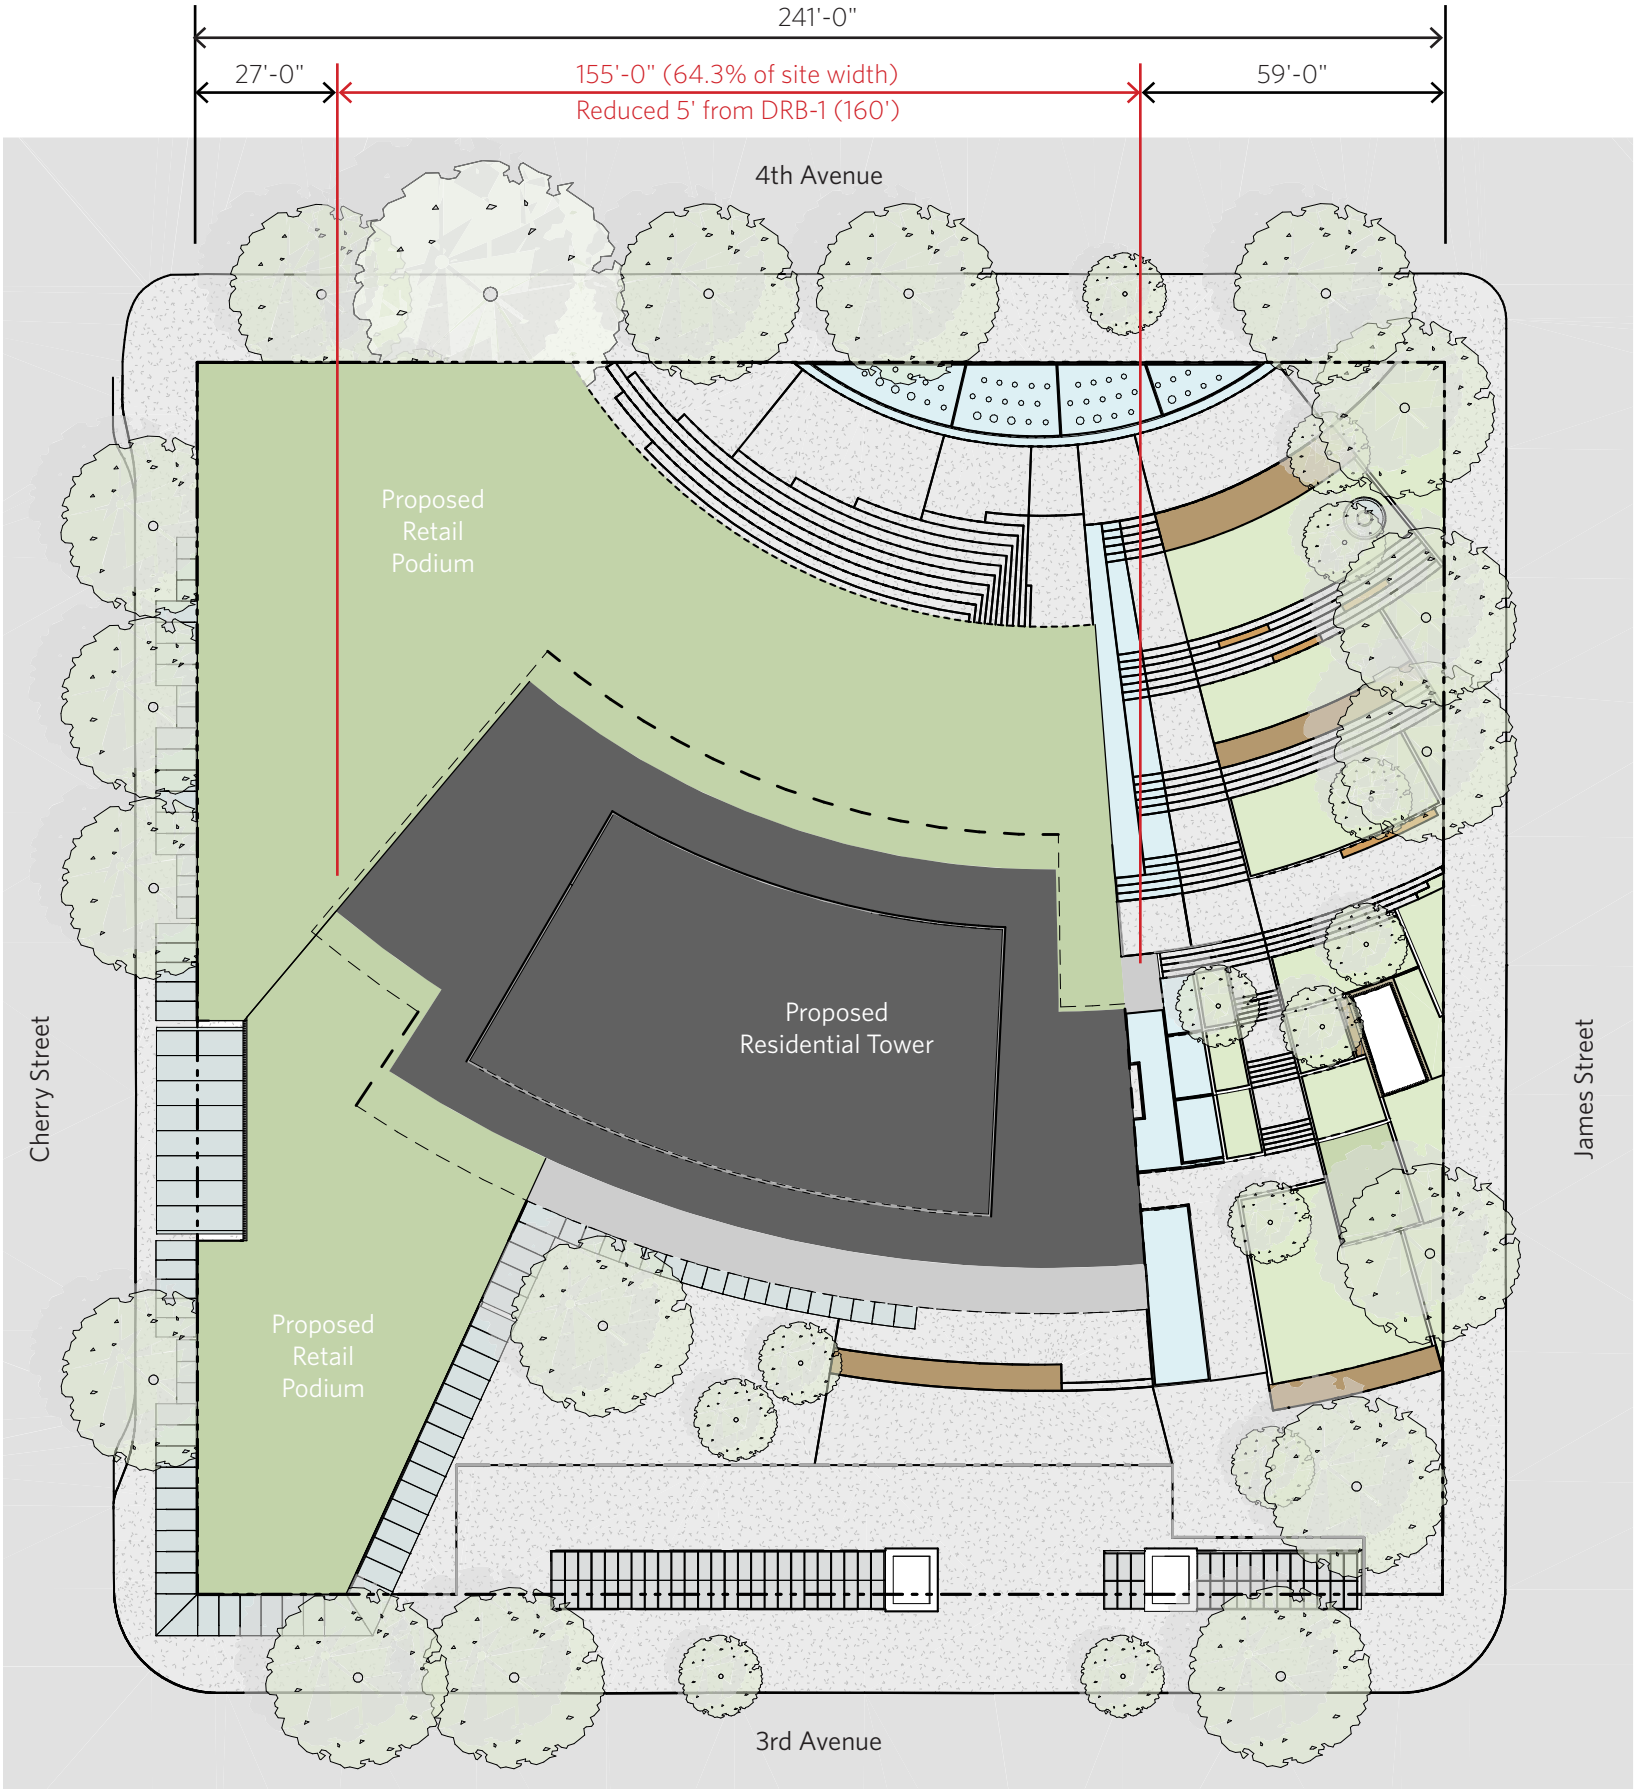 241'-0"
27'-0"
155'-0" (64.3% of site width)
59'-0"
Reduced 5' from DRB-1 (160')
4th Avenue
Proposed
Retail
Podium
Proposed
Residential Tower
Cherry Street
James Street
Proposed
Retail
Podium
3rd Avenue